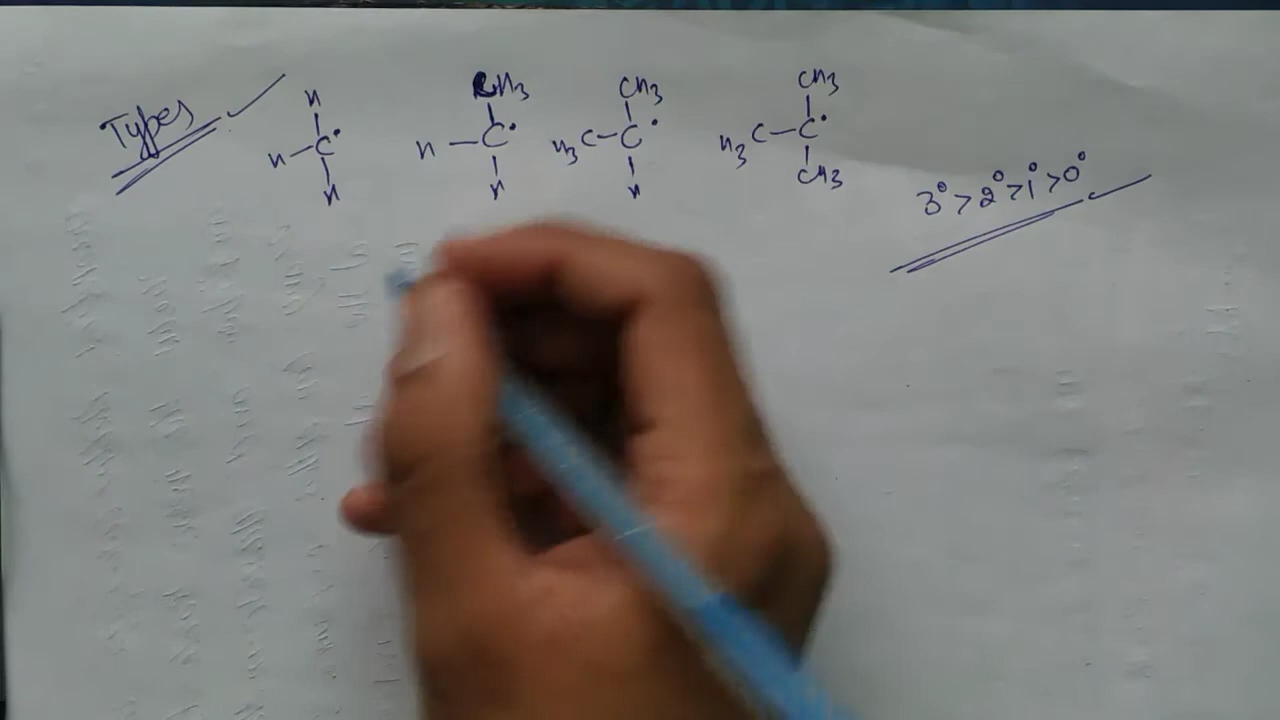 Types
H H-C• H
CH3 H-C• H
CH3 H3C-C• H
CH3 H3C-C• CH3
3° > 2° > 1° > 0°